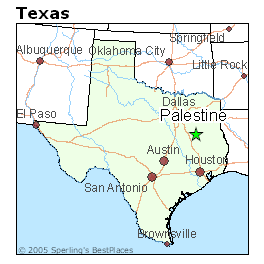 Texas
Springfield
Albuquerque
Oklahoma City
Little Rock
Dallas
Palestine
El Paso
Austin
Houston
San Antonio
Brownsville
© 2005 Sperling's BestPlaces